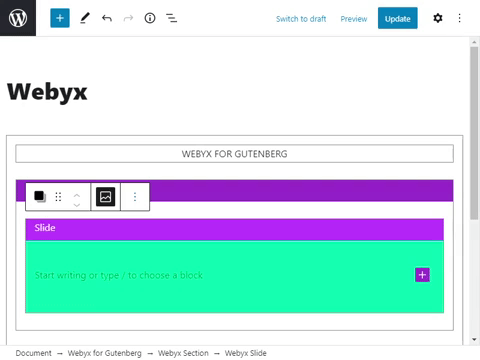 Switch to draft Preview Update
Webyx
WEBYX FOR GUTENBERG
Slide
Start writing or type / to choose a block
Document → Webyx for Gutenberg → Webyx Section → Webyx Slide